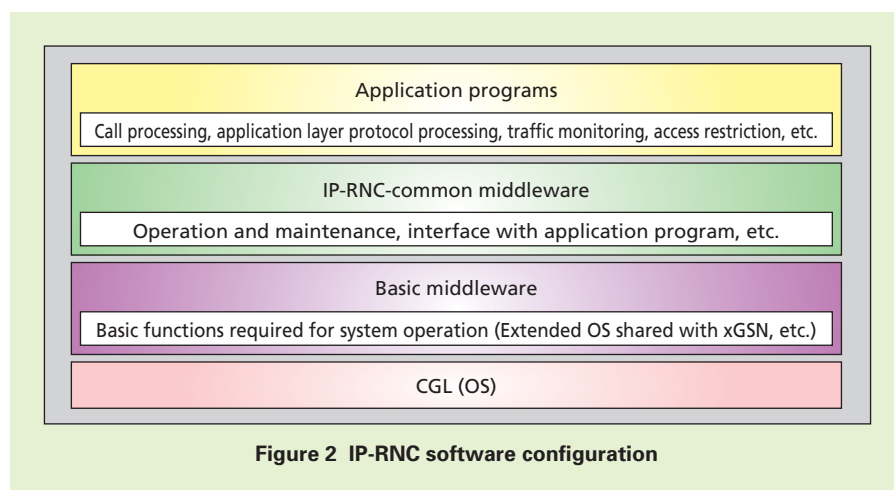 Application programs
Call processing, application layer protocol processing, traffic monitoring, access restriction, etc.
IP-RNC-common middleware
Operation and maintenance, interface with application program, etc.
Basic middleware
Basic functions required for system operation (Extended OS shared with xGSN, etc.)
CGL (OS)
Figure 2 IP-RNC software configuration